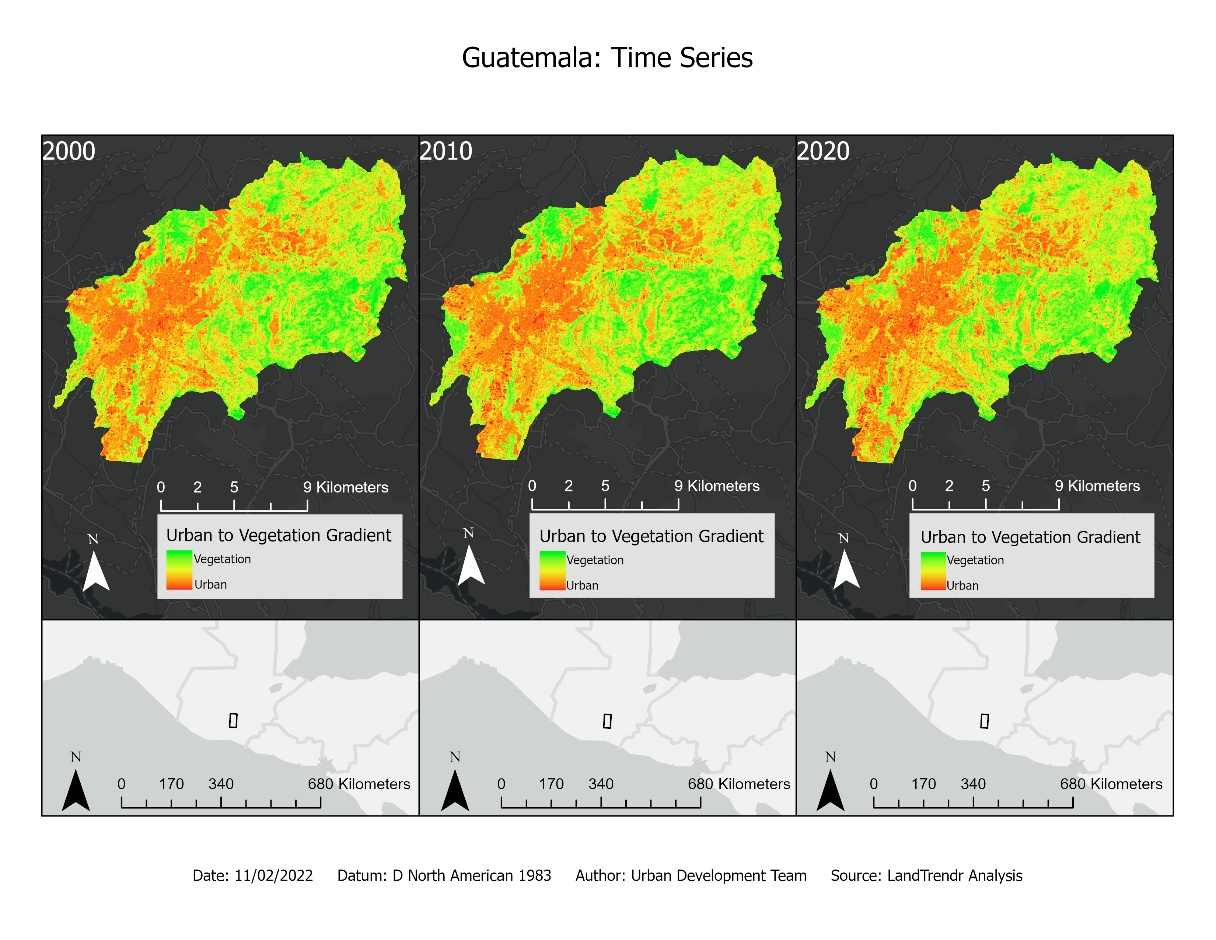 Guatemala: Time Series
2000
0 2 5 9 Kilometers
Urban to Vegetation Gradient
Vegetation
Urban
N
2010
0 2 5 9 Kilometers
Urban to Vegetation Gradient
Vegetation
Urban
N
2020
0 2 5 9 Kilometers
Urban to Vegetation Gradient
Vegetation
Urban
N
N
0 170 340 680 Kilometers
N
0 170 340 680 Kilometers
N
0 170 340 680 Kilometers
Date: 11/02/2022 Datum: D North American 1983 Author: Urban Development Team Source: LandTrendr Analysis